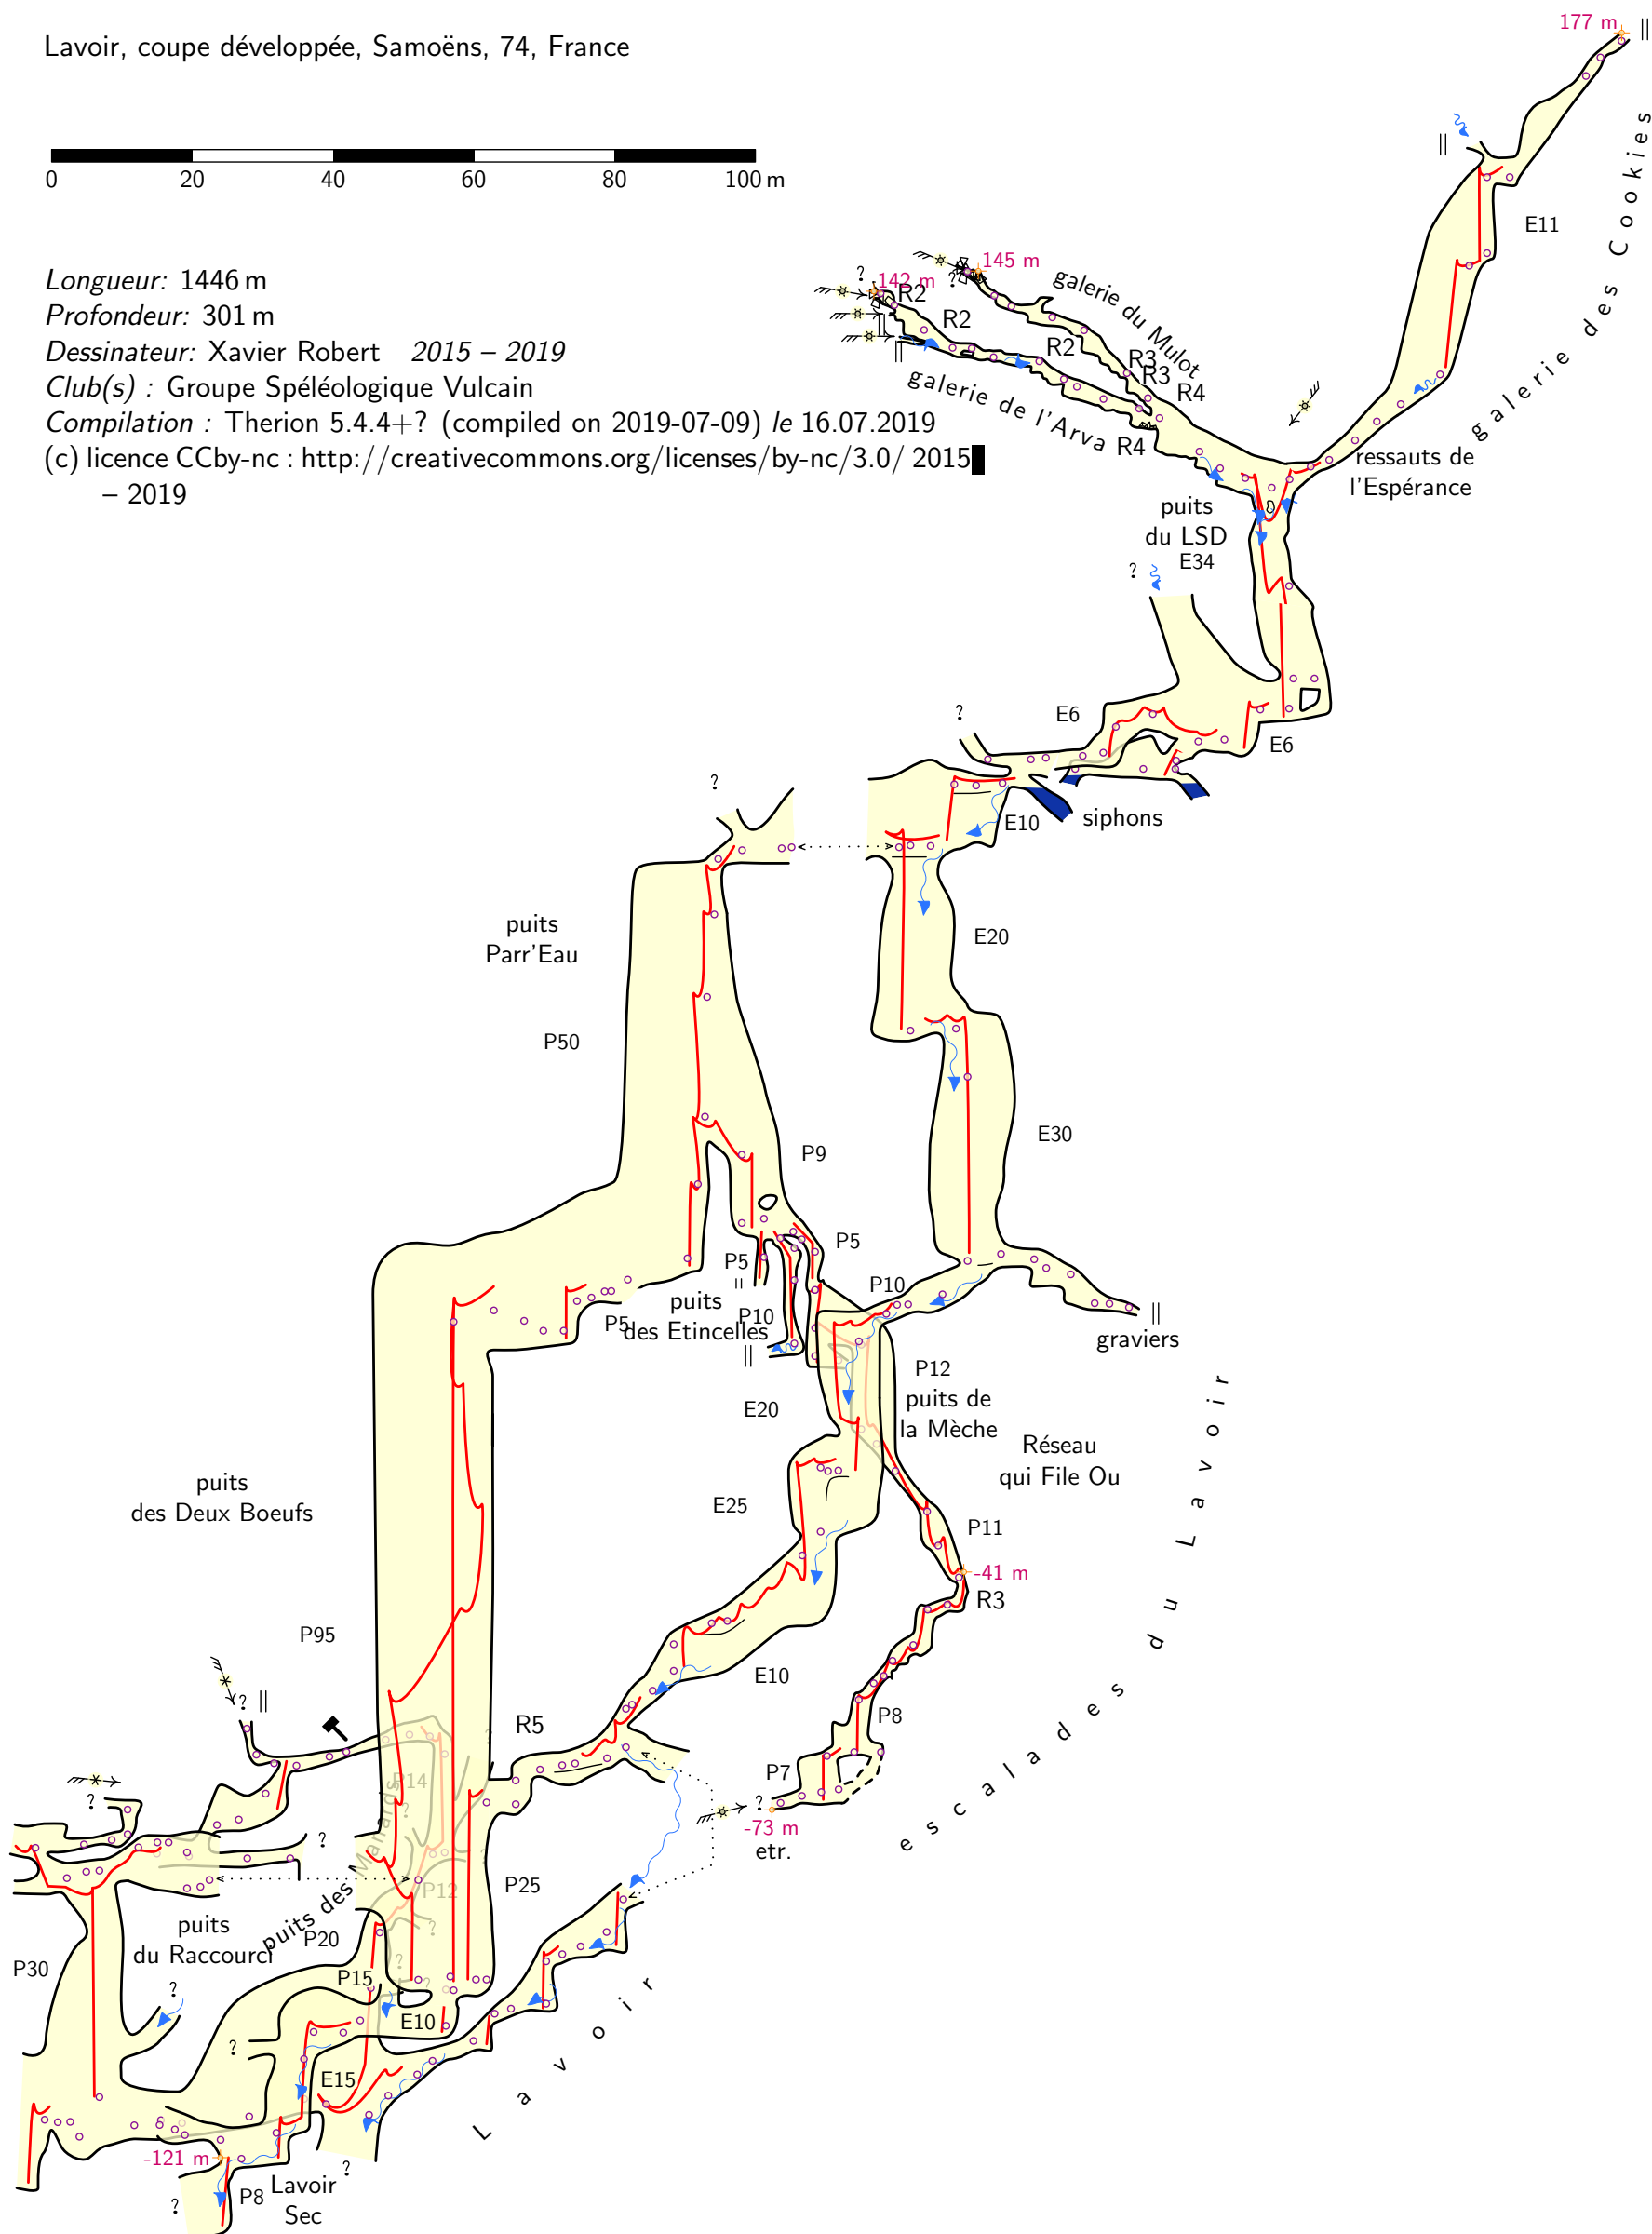 Lavoir, coupe développée, Samoëns, 74, France
0 20 40 60 80 100 m
Longueur: 1446 m
Profondeur: 301 m
Dessinateur: Xavier Robert 2015 – 2019
Club(s) : Groupe Spéléologique Vulcain
Compilation : Therion 5.4.4+? (compiled on 2019-07-09) le 16.07.2019
(c) licence CCby-nc : http://creativecommons.org/licenses/by-nc/3.0/ 2015
– 2019
177 m
galerie des Cookies
E11
145 m
?
142 m
?
R2
galerie du Mulot
R2
R2
R3
R3
R4
galerie de l'Arva
R4
ressauts de
l'Espérance
puits
du LSD
E34
?
?
E6
E6
?
E10
siphons
puits
Parr'Eau
E20
P50
E30
P9
P5
P5
P10
puits
des Etincelles
P5
P10
graviers
P12
puits de
la Mèche
E20
Réseau
qui File Ou
puits
des Deux Boeufs
E25
P11
-41 m
R3
P95
E10
?
R5
P8
P14
P7
?
?
?
-73 m
etr.
escalades du Lavoir
?
?
P12
P25
puits des Manards
puits
du Raccourci
P20
?
P30
?
P15
?
?
E10
?
E15
Lavoir
-121 m
?
P8
Lavoir
Sec
?